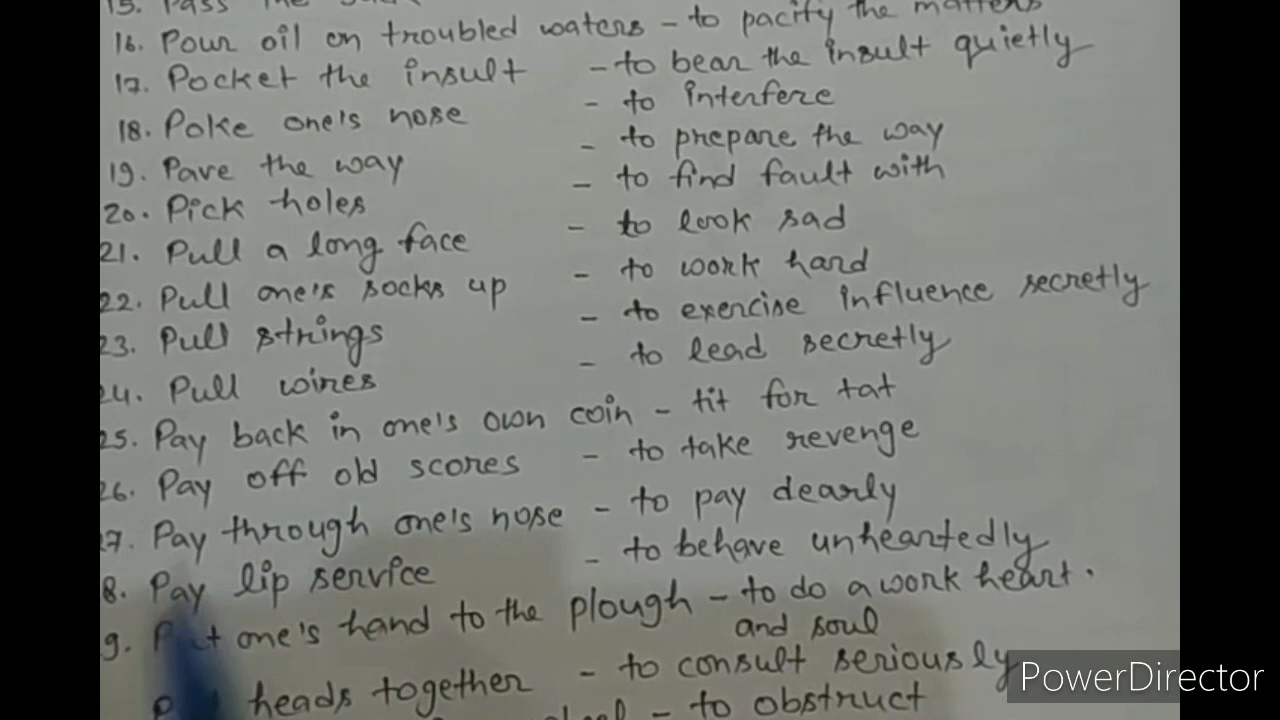 15. Pass the
16. Pour oil on troubled waters - to pacify the matters
17. Pocket the insult - to bear the insult quietly
18. Poke one's nose - to interfere
19. Pave the way - to prepare the way
20. Pick holes - to find fault with
21. Pull a long face - to look sad
22. Pull one's socks up - to work hard
23. Pull strings - to exercise influence secretly
24. Pull wires - to lead secretly
25. Pay back in one's own coin - tit for tat
26. Pay off old scores - to take revenge
27. Pay through one's nose - to pay dearly
8. Pay lip service - to behave unheartedly
9. Put one's hand to the plough - to do a work heart.
and soul
heads together - to consult seriously
- to obstruct
PowerDirector